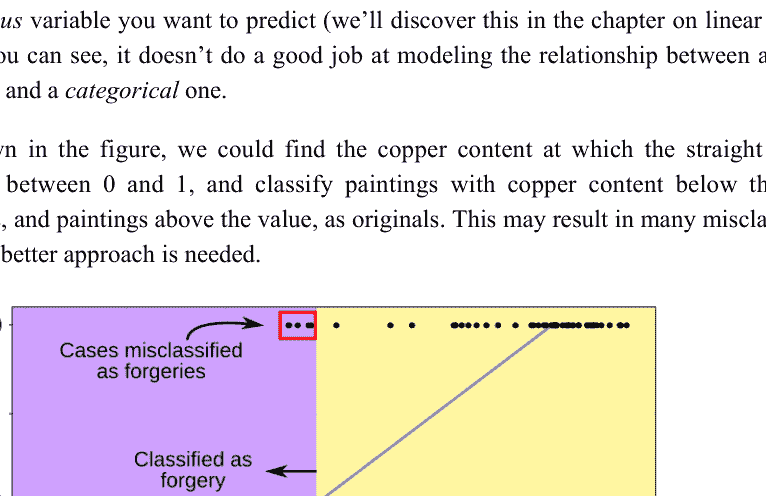 us variable you want to predict (we’ll discover this in the chapter on linear
ou can see, it doesn’t do a good job at modeling the relationship between a
and a categorical one.
wn in the figure, we could find the copper content at which the straight
between 0 and 1, and classify paintings with copper content below th
, and paintings above the value, as originals. This may result in many miscla
better approach is needed.
Cases misclassified
as forgeries
Classified as
forgery